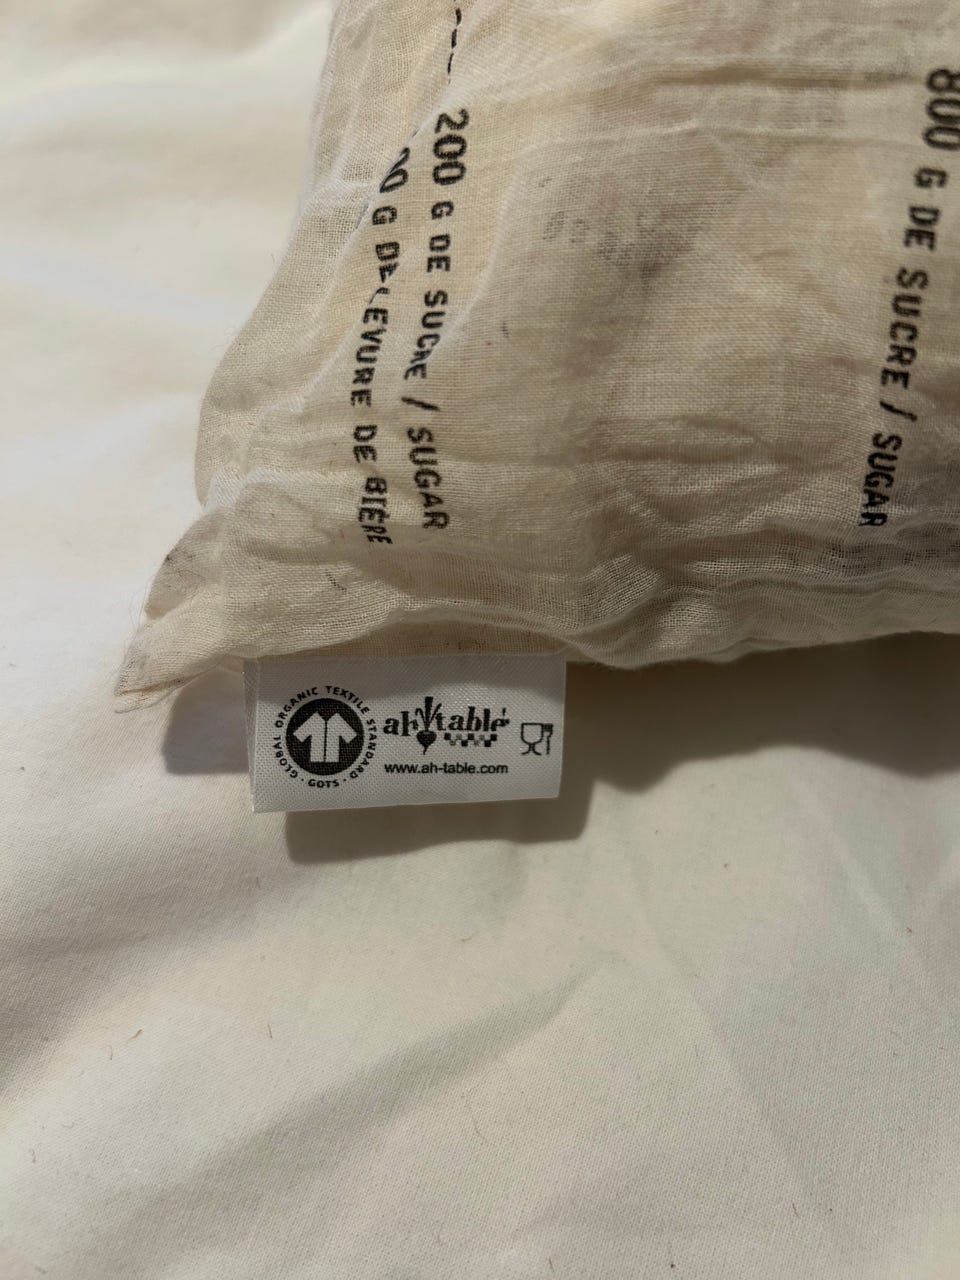 200 G DE SUCRE / SUGAR
G DE LEVURE DE BIÈRE
800 G DE SUCRE / SUGAR
GLOBAL ORGANIC TEXTILE STANDARD · GOTS ·
ah table!
www.ah-table.com